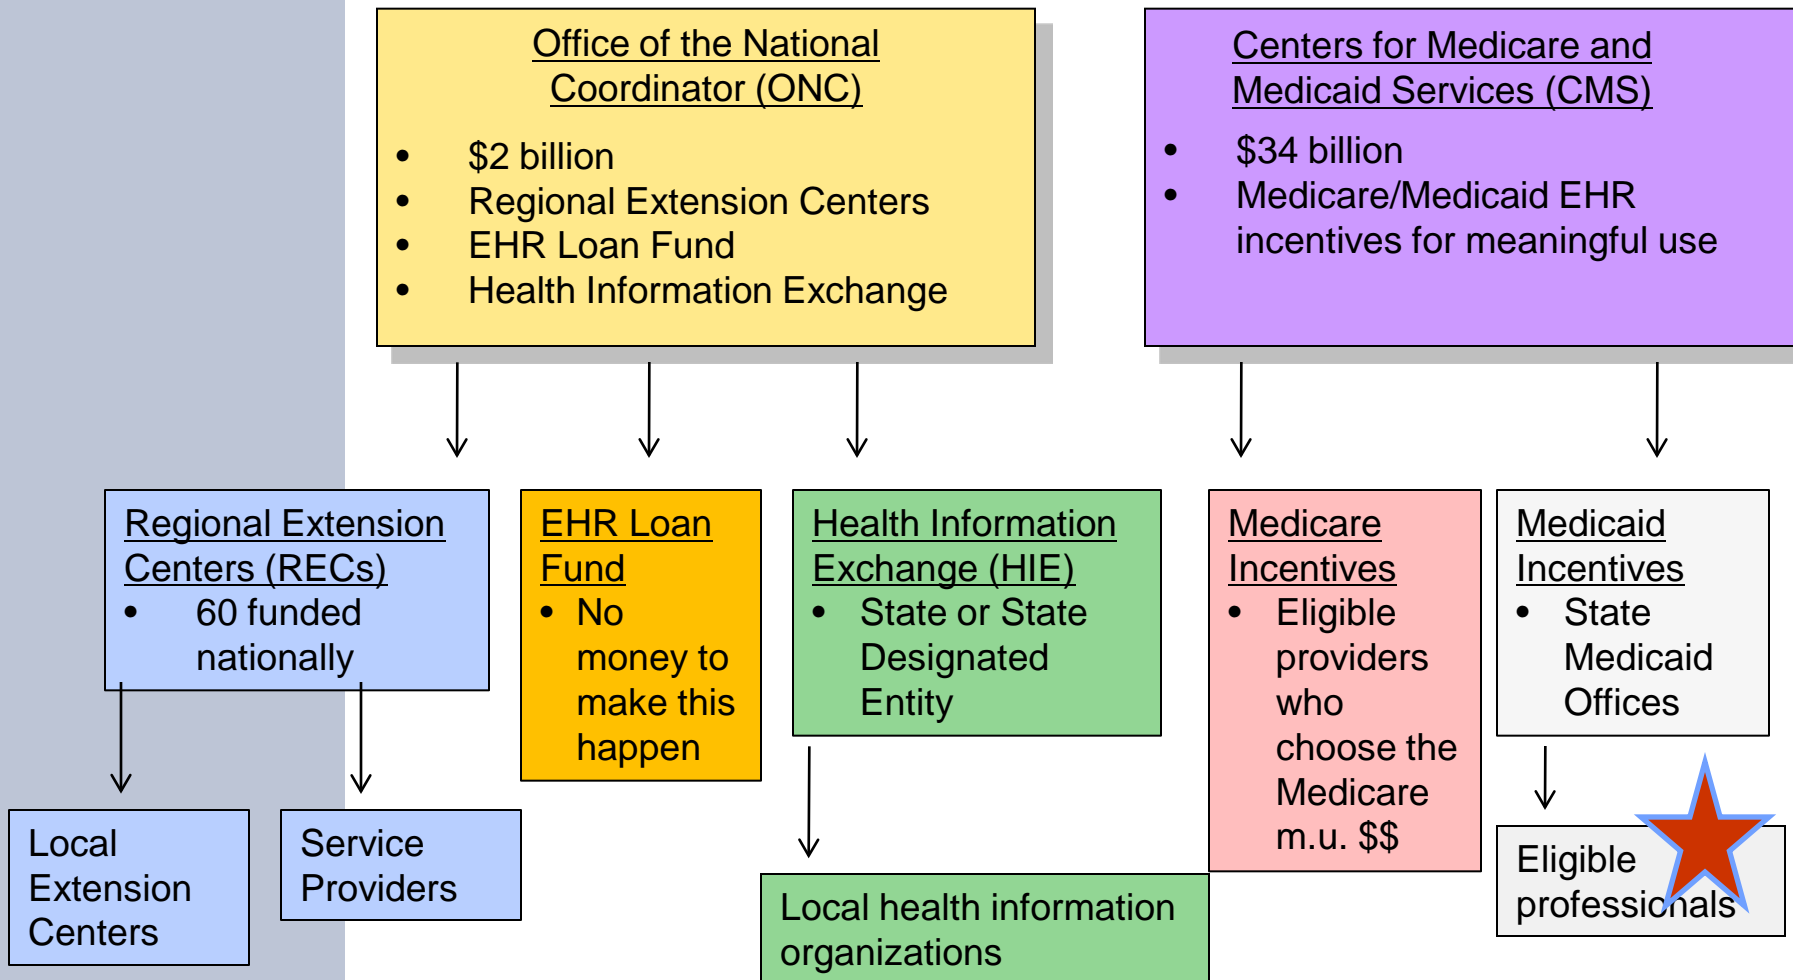 Office of the National
Coordinator (ONC)
• $2 billion
• Regional Extension Centers
• EHR Loan Fund
• Health Information Exchange
Centers for Medicare and
Medicaid Services (CMS)
• $34 billion
• Medicare/Medicaid EHR
incentives for meaningful use
Regional Extension
Centers (RECs)
• 60 funded
nationally
EHR Loan
Fund
• No
money to
make this
happen
Health Information
Exchange (HIE)
• State or State
Designated
Entity
Medicare
Incentives
• Eligible
providers
who
choose the
Medicare
m.u. $$
Medicaid
Incentives
• State
Medicaid
Offices
Local
Extension
Centers
Service
Providers
Local health information
organizations
Eligible
professionals